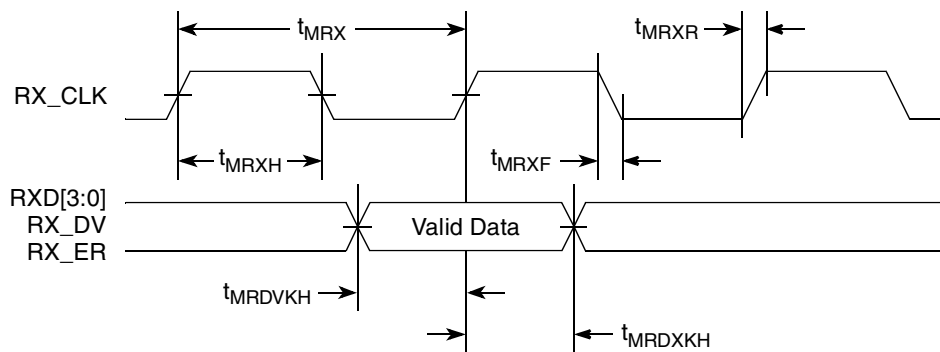 tMRX
tMRXR
RX_CLK
tMRXH
tMRXF
RXD[3:0]
RX_DV
RX_ER
Valid Data
tMRDVKH
tMRDXKH